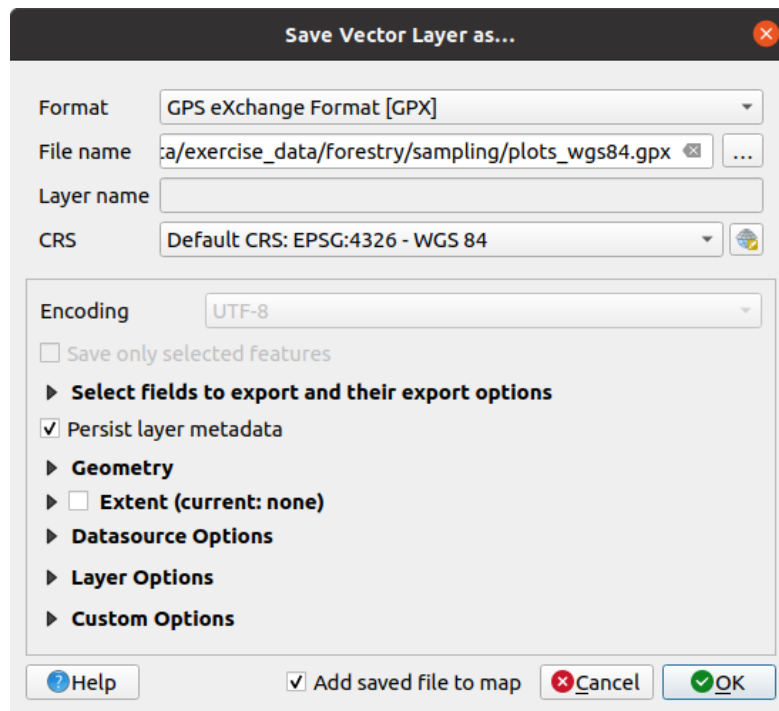 Save Vector Layer as...
Format GPS eXchange Format [GPX]
File name ta/exercise_data/forestry/sampling/plots_wgs84.gpx ...
Layer name
CRS Default CRS: EPSG:4326 - WGS 84
Encoding UTF-8
Save only selected features
Select fields to export and their export options
Persist layer metadata
Geometry
Extent (current: none)
Datasource Options
Layer Options
Custom Options
Help Add saved file to map Cancel OK